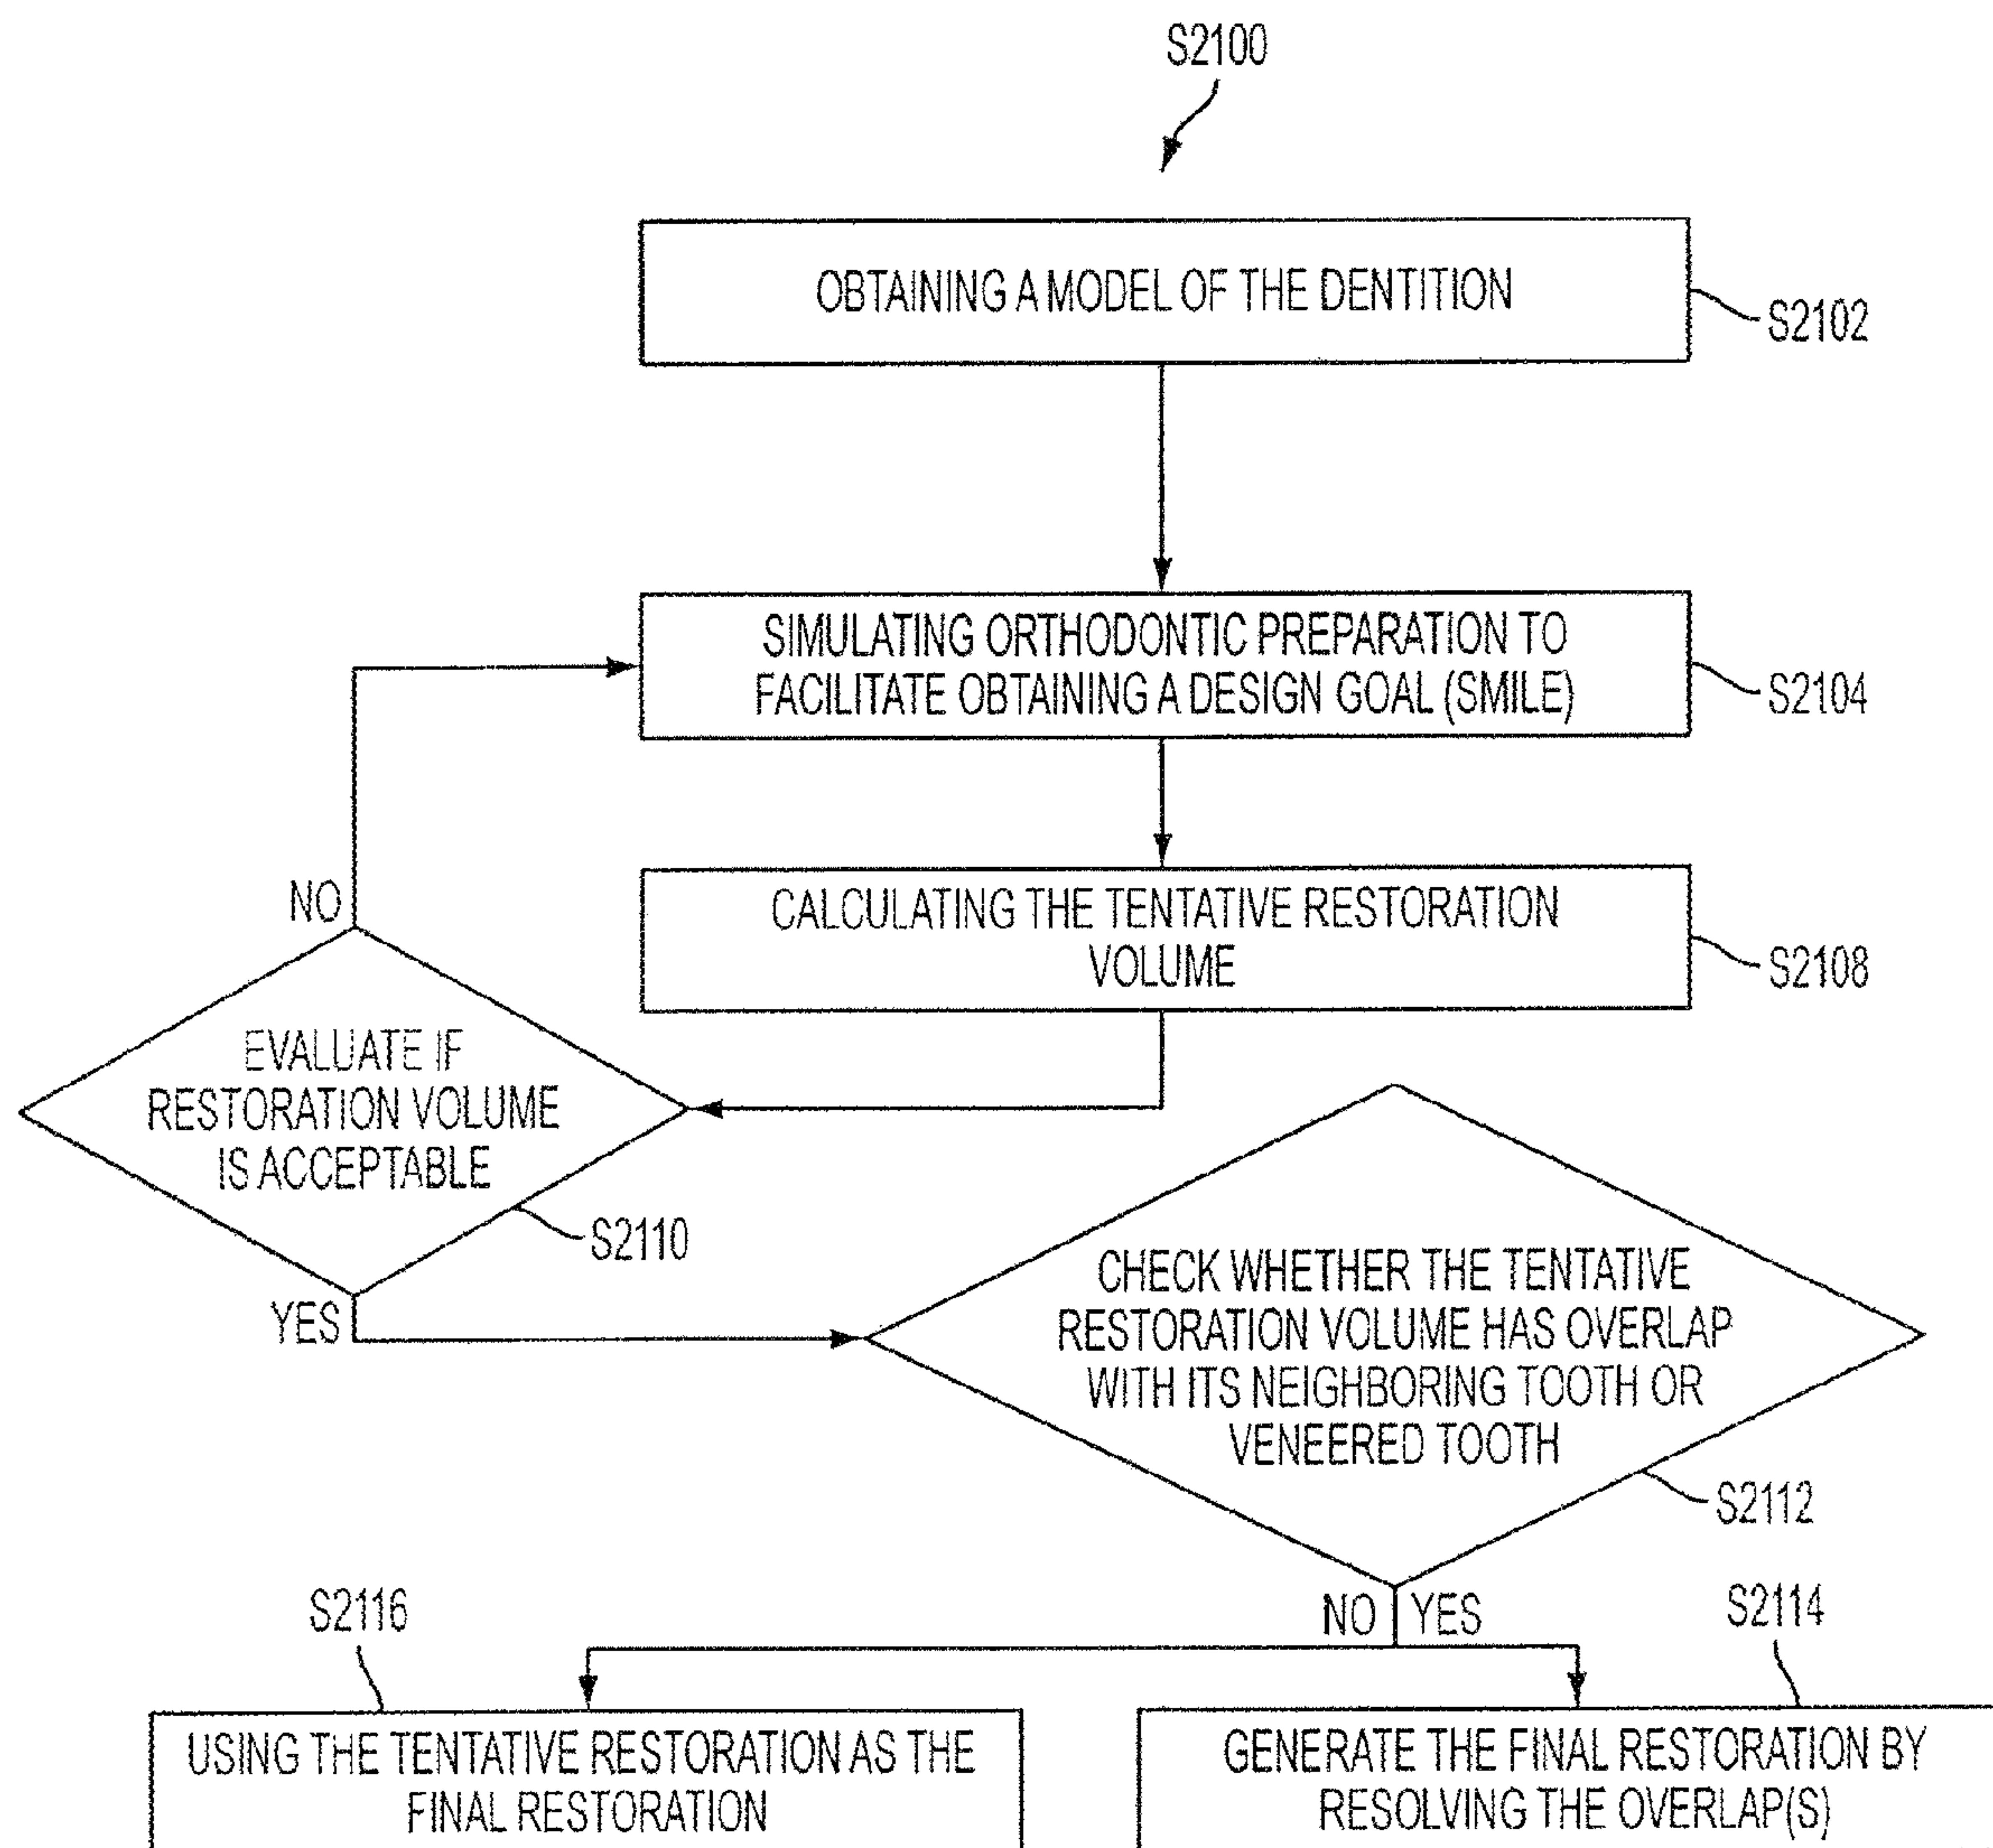 S2100
OBTAINING A MODEL OF THE DENTITION
S2102
SIMULATING ORTHODONTIC PREPARATION TO
FACILITATE OBTAINING A DESIGN GOAL (SMILE)
S2104
CALCULATING THE TENTATIVE RESTORATION
VOLUME
S2108
NO
EVALUATE IF
RESTORATION VOLUME
IS ACCEPTABLE
S2110
YES
CHECK WHETHER THE TENTATIVE
RESTORATION VOLUME HAS OVERLAP
WITH ITS NEIGHBORING TOOTH OR
VENEERED TOOTH
S2112
NO
YES
S2116
USING THE TENTATIVE RESTORATION AS THE
FINAL RESTORATION
S2114
GENERATE THE FINAL RESTORATION BY
RESOLVING THE OVERLAP(S)